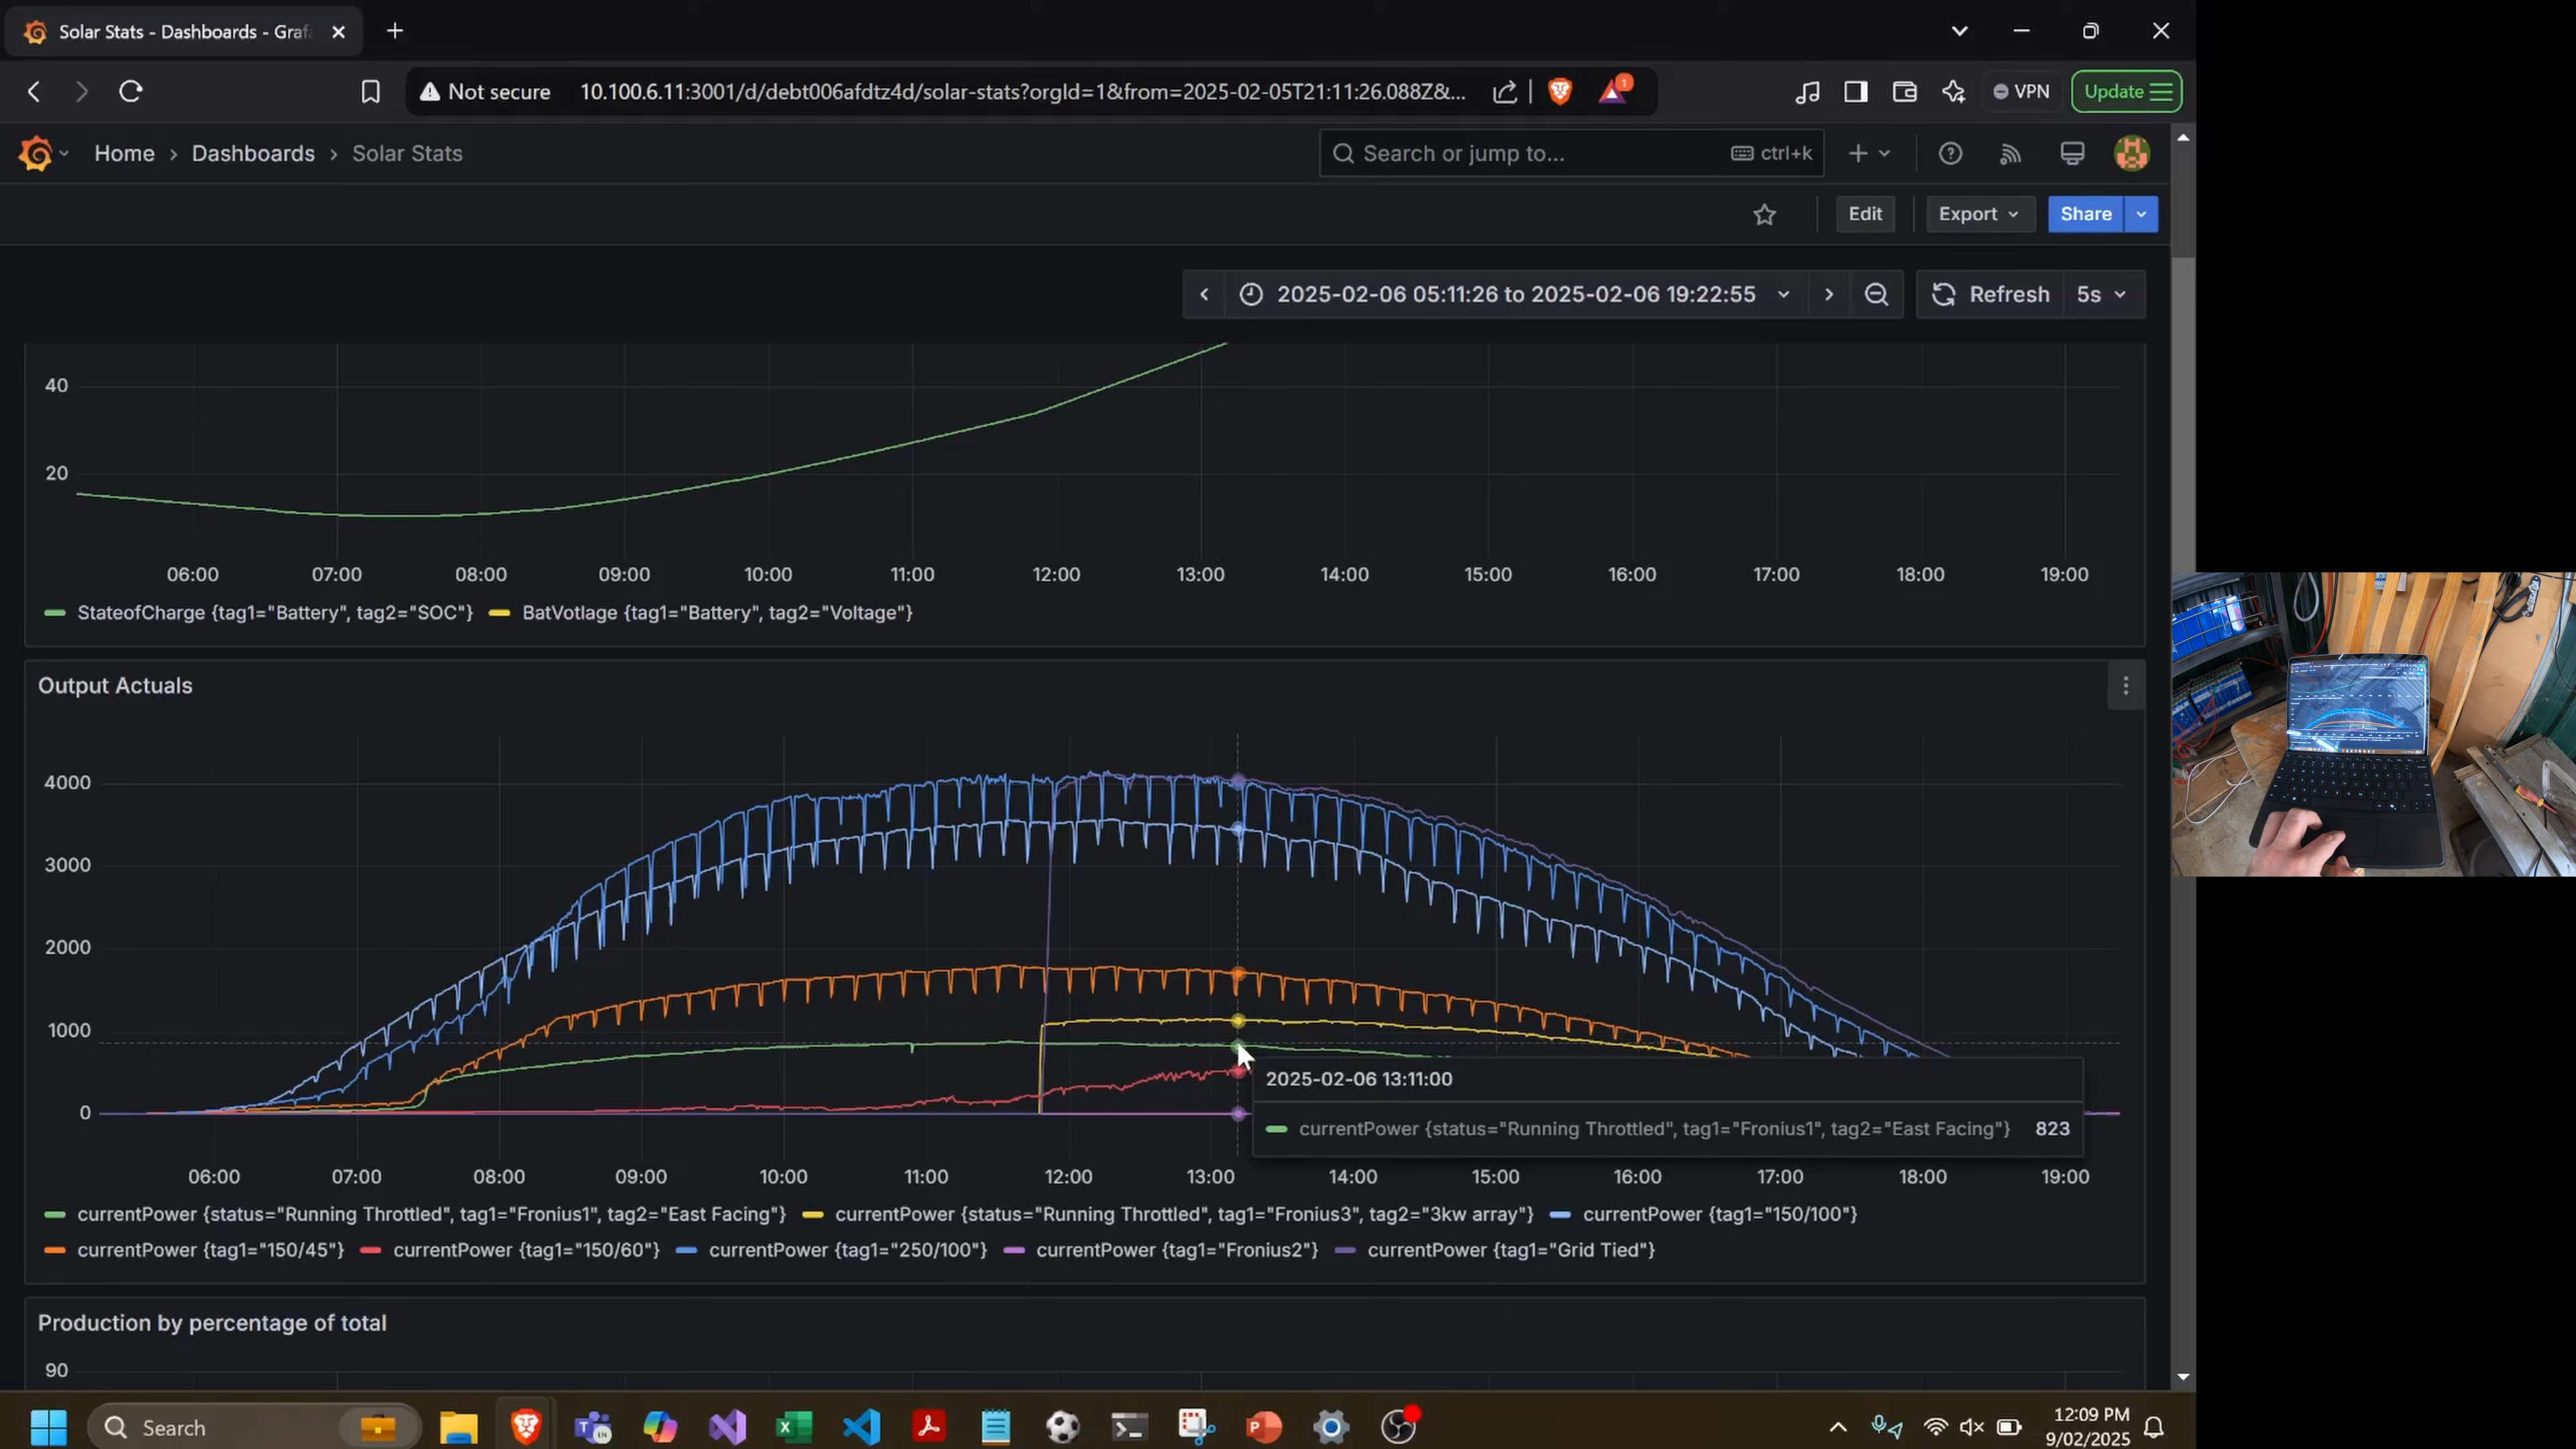 Solar Stats - Dashboards - Graf
Not secure 10.100.6.11:3001/d/debt006afdtz4d/solar-stats?orgId=1&from=2025-02-05T21:11:26.088Z&... 1 VPN Update
Home › Dashboards › Solar Stats Search or jump to... ctrl+k
Edit Export Share
2025-02-06 05:11:26 to 2025-02-06 19:22:55 Refresh 5s
40
20
06:00 07:00 08:00 09:00 10:00 11:00 12:00 13:00 14:00 15:00 16:00 17:00 18:00 19:00
StateofCharge {tag1="Battery", tag2="SOC"} BatVotlage {tag1="Battery", tag2="Voltage"}
Output Actuals
4000
3000
2000
1000
0
2025-02-06 13:11:00
currentPower {status="Running Throttled", tag1="Fronius1", tag2="East Facing"} 823
06:00 07:00 08:00 09:00 10:00 11:00 12:00 13:00 14:00 15:00 16:00 17:00 18:00 19:00
currentPower {status="Running Throttled", tag1="Fronius1", tag2="East Facing"} currentPower {status="Running Throttled", tag1="Fronius3", tag2="3kw array"} currentPower {tag1="150/100"}
currentPower {tag1="150/45"} currentPower {tag1="150/60"} currentPower {tag1="250/100"} currentPower {tag1="Fronius2"} currentPower {tag1="Grid Tied"}
Production by percentage of total
90
Search
12:09 PM
9/02/2025